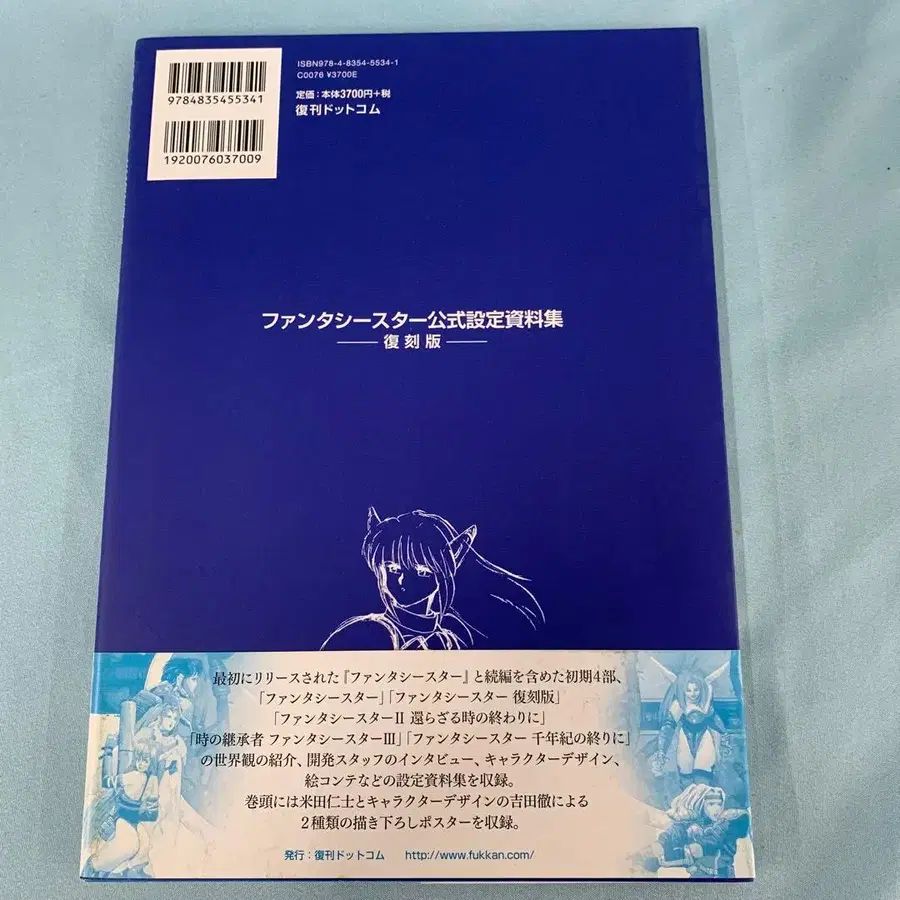 ISBN978-4-8354-5534-1
C0076 ¥3700E
定価：本体3700円+税
復刊ドットコム
9784835455341
1920076037009
ファンタシースター公式設定資料集
復刻版
最初にリリースされた『ファンタシースター』と続編を含めた初期4部、
「ファンタシースター」「ファンタシースター 復刻版」
「ファンタシースターII 還らざる時の終わりに」
「時の継承者 ファンタシースターIII」「ファンタシースター 千年紀の終りに」
の世界観の紹介、開発スタッフのインタビュー、キャラクターデザイン、
絵コンテなどの設定資料集を収録。
巻頭には米田仁士とキャラクターデザインの吉田徹による
2種類の描き下ろしポスターを収録。
発行：復刊ドットコム http://www.fukkan.com/